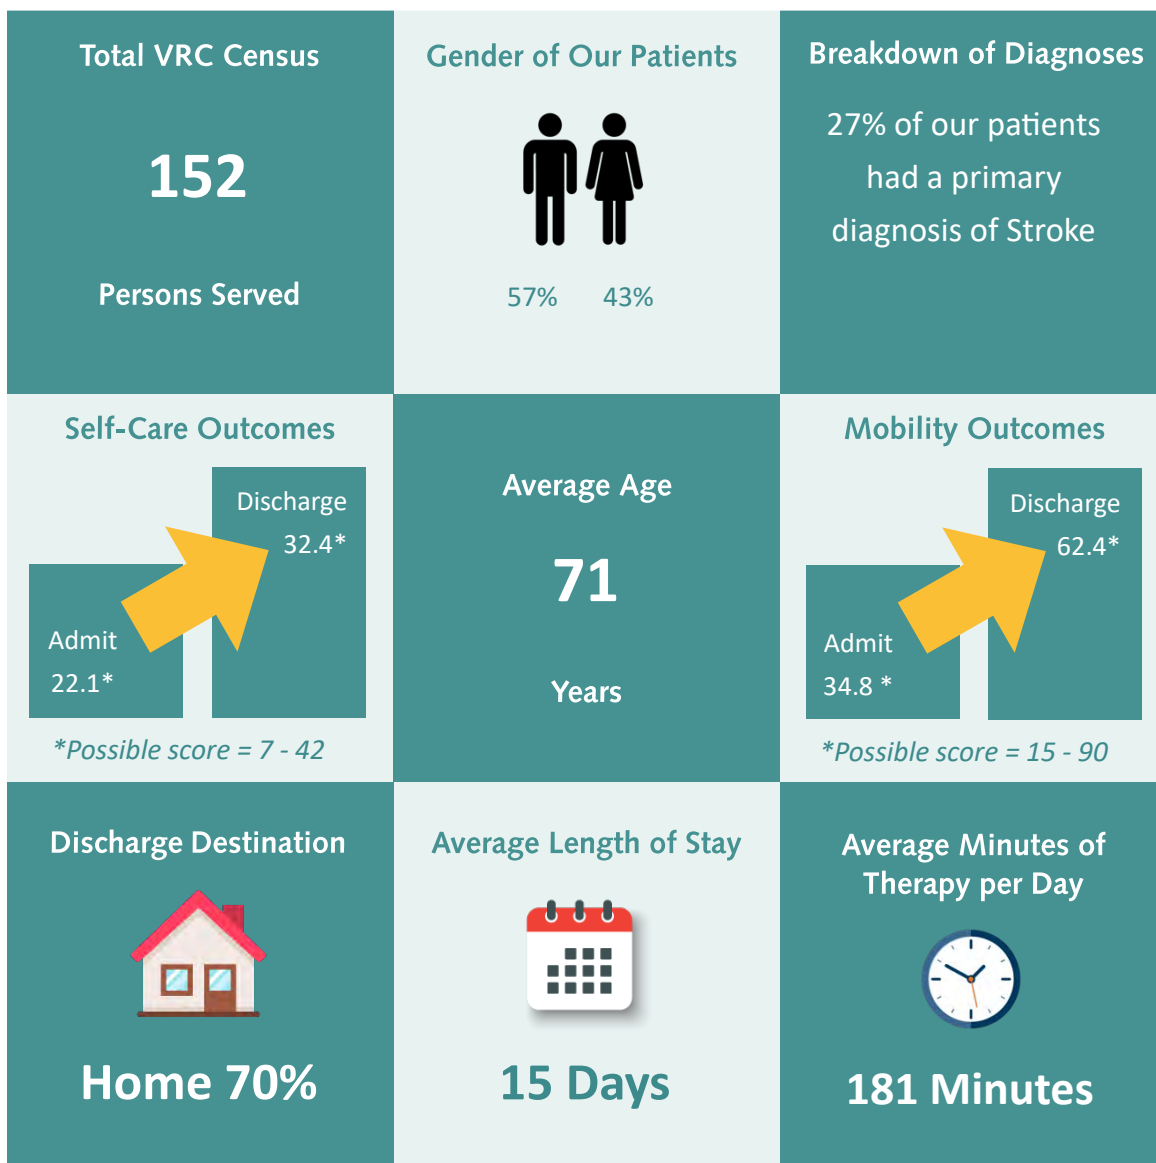 Total VRC Census
152
Persons Served
Gender of Our Patients
57% 43%
Breakdown of Diagnoses
27% of our patients
had a primary
diagnosis of Stroke
Self-Care Outcomes
Discharge
32.4*
Admit
22.1*
*Possible score = 7 - 42
Average Age
71
Years
Mobility Outcomes
Discharge
62.4*
Admit
34.8 *
*Possible score = 15 - 90
Discharge Destination
Home 70%
Average Length of Stay
15 Days
Average Minutes of
Therapy per Day
181 Minutes